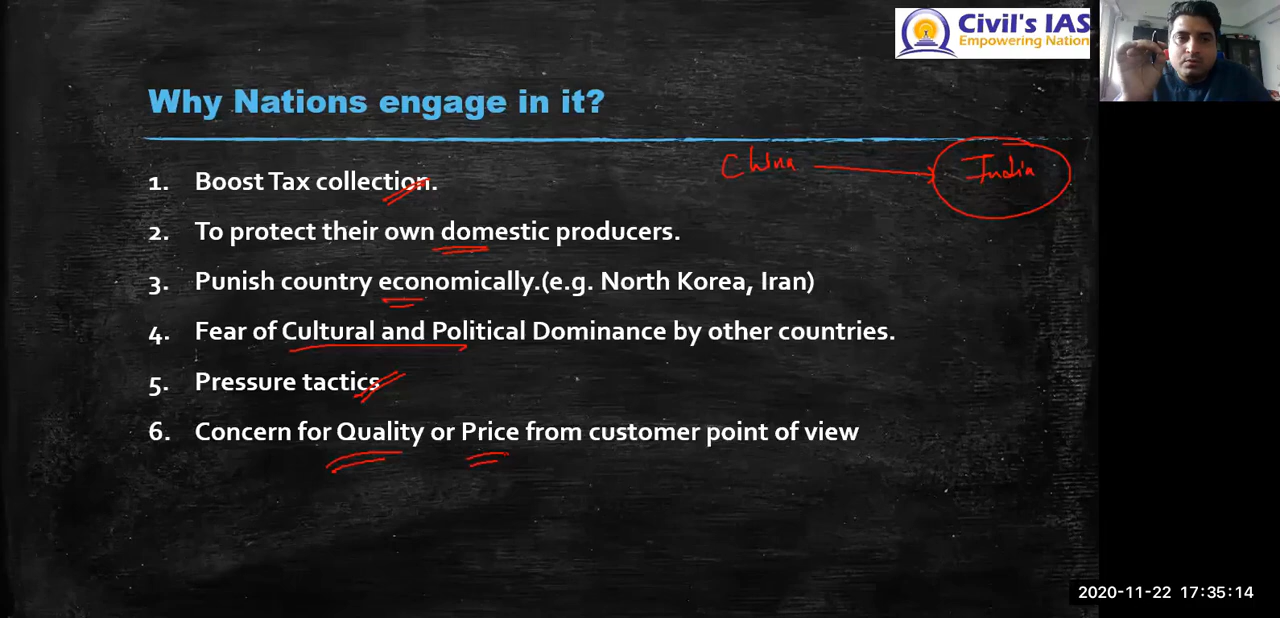 Civil's IAS
Empowering Nation
Why Nations engage in it?
China
India
1. Boost Tax collection.
2. To protect their own domestic producers.
3. Punish country economically.(e.g. North Korea, Iran)
4. Fear of Cultural and Political Dominance by other countries.
5. Pressure tactics
6. Concern for Quality or Price from customer point of view
2020-11-22 17:35:14